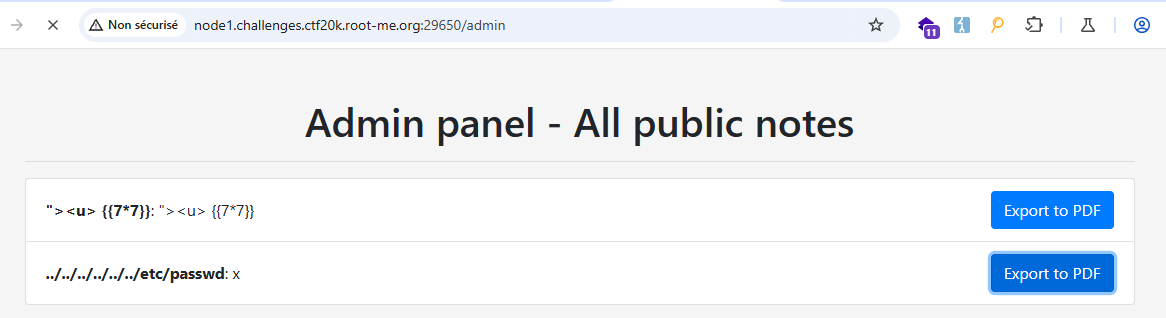 Non sécurisé node1.challenges.ctf20k.root-me.org:29650/admin
11
Admin panel - All public notes
"><u> {{7*7}}: "><u> {{7*7}} Export to PDF
../../../../../../etc/passwd: x Export to PDF